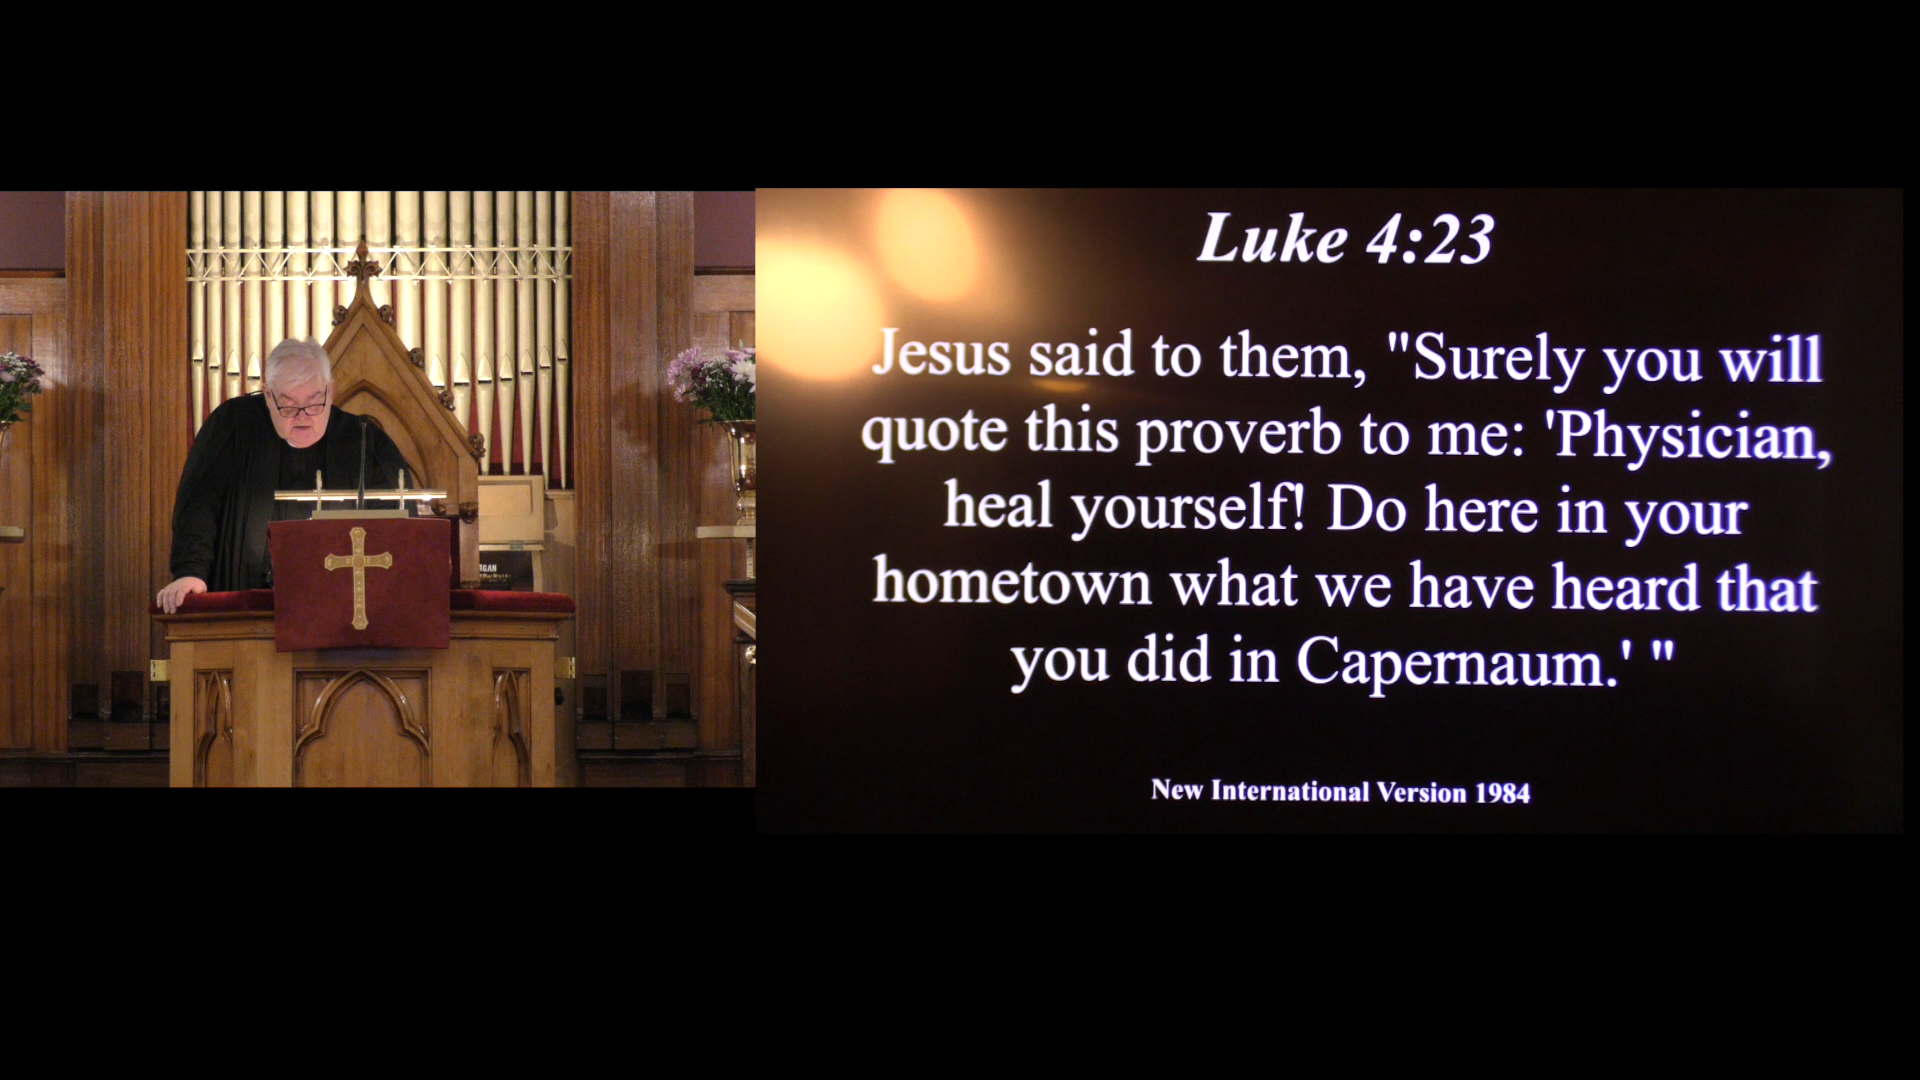 Luke 4:23
Jesus said to them, "Surely you will
quote this proverb to me: 'Physician,
heal yourself! Do here in your
hometown what we have heard that
you did in Capernaum.' "
New International Version 1984